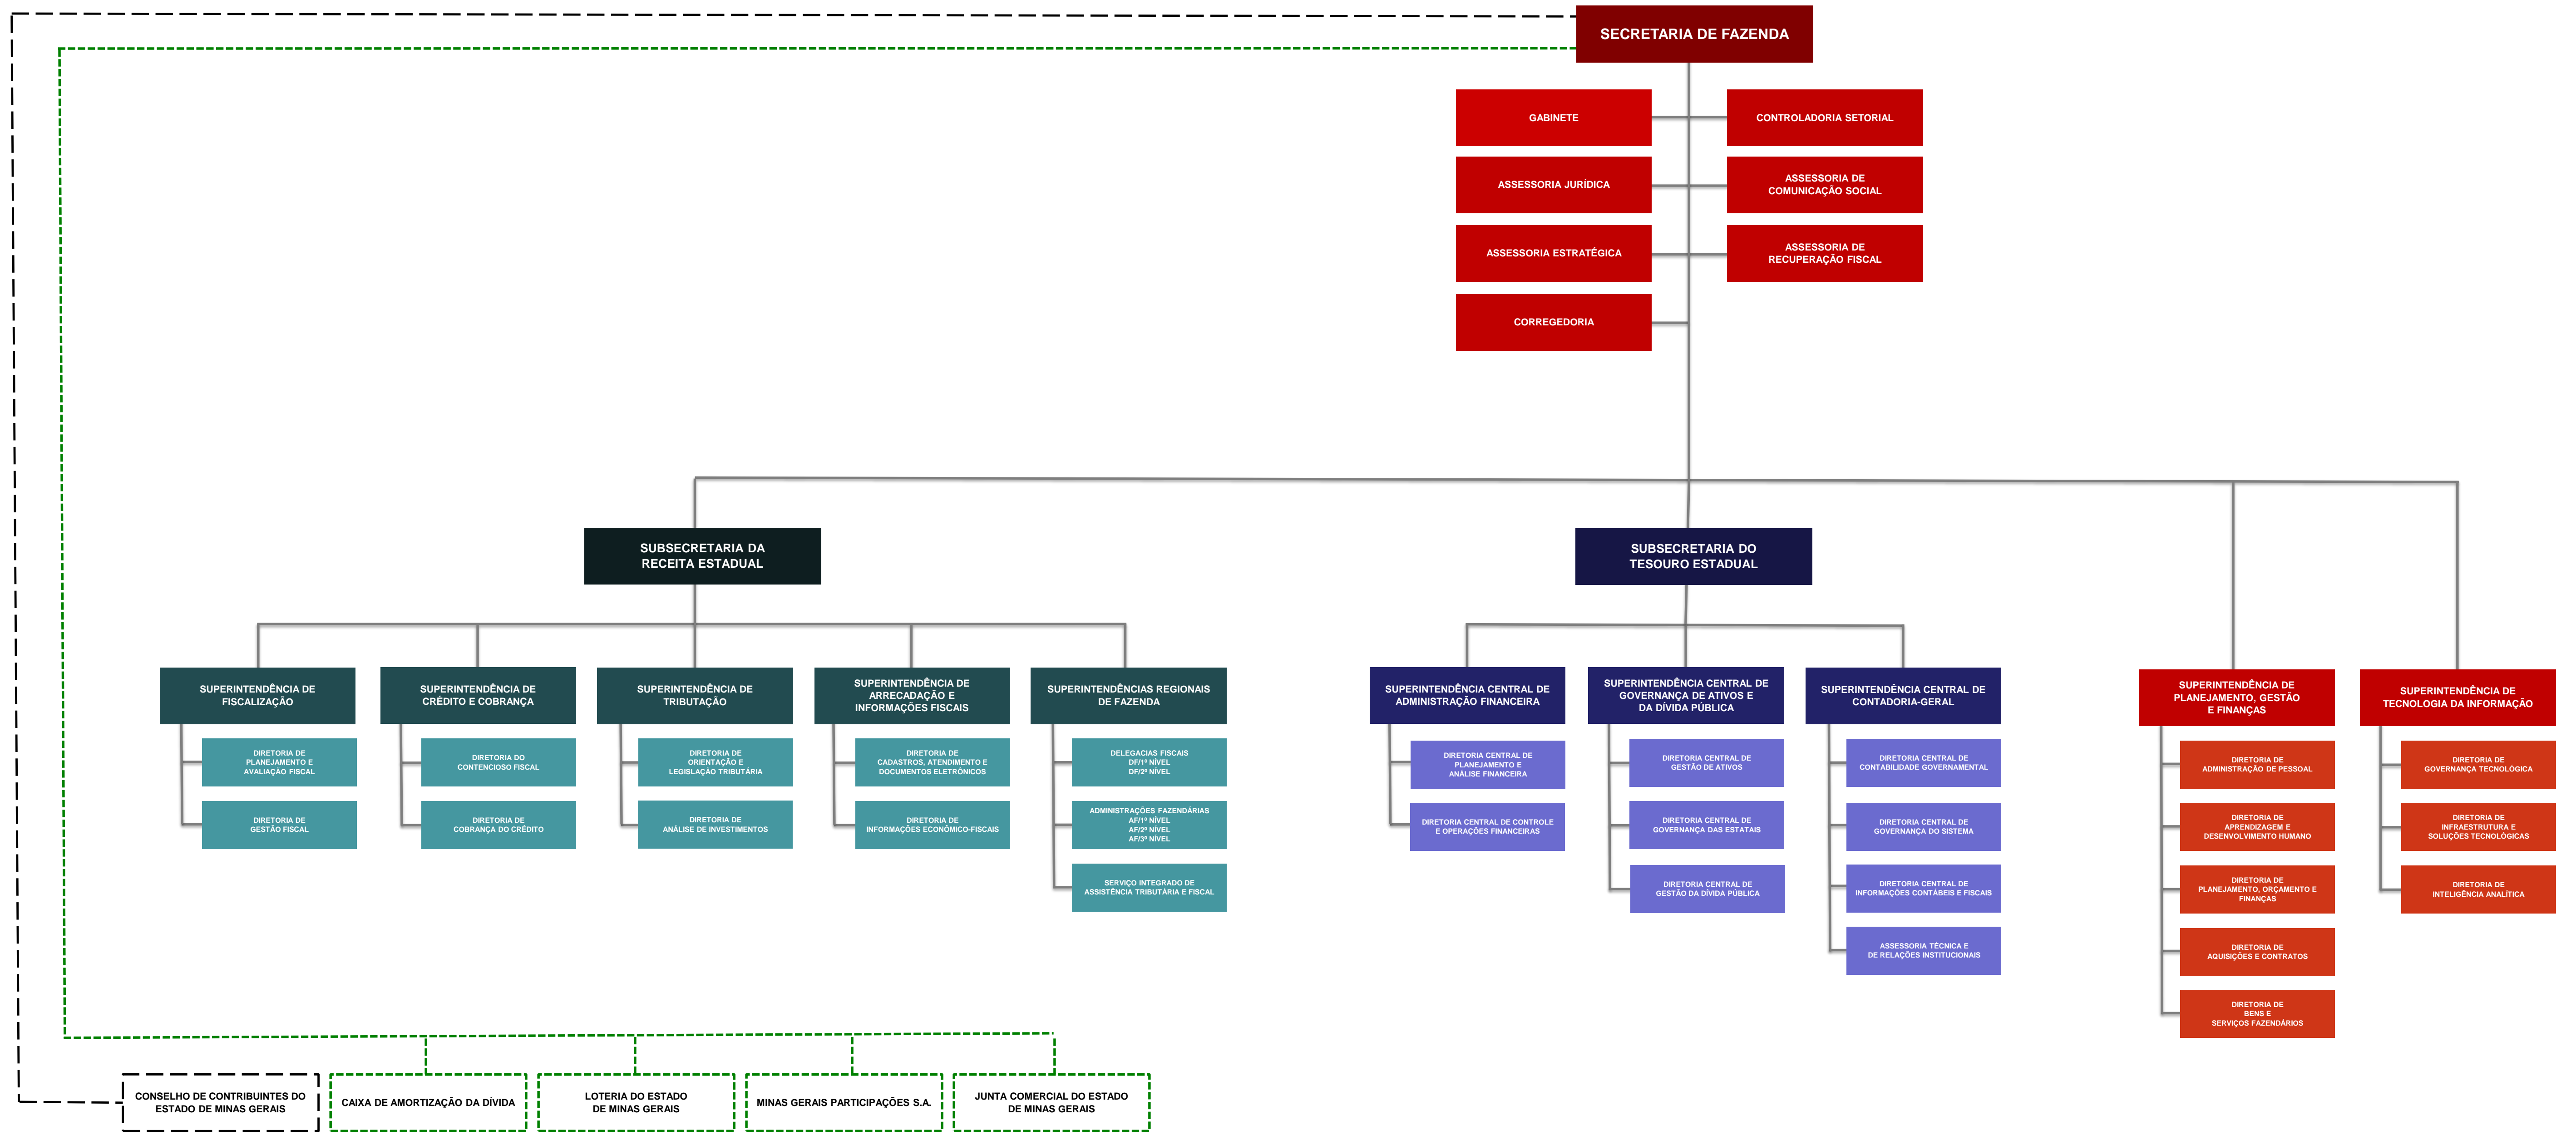 SECRETARIA DE FAZENDA
GABINETE
CONTROLADORIA SETORIAL
ASSESSORIA JURÍDICA
ASSESSORIA DE
COMUNICAÇÃO SOCIAL
ASSESSORIA ESTRATÉGICA
ASSESSORIA DE
RECUPERAÇÃO FISCAL
CORREGEDORIA
SUBSECRETARIA DA
RECEITA ESTADUAL
SUBSECRETARIA DO
TESOURO ESTADUAL
SUPERINTENDÊNCIA DE
FISCALIZAÇÃO
DIRETORIA DE
PLANEJAMENTO E
AVALIAÇÃO FISCAL
DIRETORIA DE
GESTÃO FISCAL
SUPERINTENDÊNCIA DE
CRÉDITO E COBRANÇA
DIRETORIA DO
CONTENCIOSO FISCAL
DIRETORIA DE
COBRANÇA DO CRÉDITO
SUPERINTENDÊNCIA DE
TRIBUTAÇÃO
DIRETORIA DE
ORIENTAÇÃO E
LEGISLAÇÃO TRIBUTÁRIA
DIRETORIA DE
ANÁLISE DE INVESTIMENTOS
SUPERINTENDÊNCIA DE
ARRECADAÇÃO E
INFORMAÇÕES FISCAIS
DIRETORIA DE
CADASTROS, ATENDIMENTO E
DOCUMENTOS ELETRÔNICOS
DIRETORIA DE
INFORMAÇÕES ECONÔMICO-FISCAIS
SUPERINTENDÊNCIAS REGIONAIS
DE FAZENDA
DELEGACIAS FISCAIS
DF/1º NÍVEL
DF/2º NÍVEL
ADMINISTRAÇÕES FAZENDÁRIAS
AF/1º NÍVEL
AF/2º NÍVEL
AF/3º NÍVEL
SERVIÇO INTEGRADO DE
ASSISTÊNCIA TRIBUTÁRIA E FISCAL
SUPERINTENDÊNCIA CENTRAL DE
ADMINISTRAÇÃO FINANCEIRA
DIRETORIA CENTRAL DE
PLANEJAMENTO E
ANÁLISE FINANCEIRA
DIRETORIA CENTRAL DE CONTROLE
E OPERAÇÕES FINANCEIRAS
SUPERINTENDÊNCIA CENTRAL DE
GOVERNANÇA DE ATIVOS E
DA DÍVIDA PÚBLICA
DIRETORIA CENTRAL DE
GESTÃO DE ATIVOS
DIRETORIA CENTRAL DE
GOVERNANÇA DAS ESTATAIS
DIRETORIA CENTRAL DE
GESTÃO DA DÍVIDA PÚBLICA
SUPERINTENDÊNCIA CENTRAL DE
CONTADORIA-GERAL
DIRETORIA CENTRAL DE
CONTABILIDADE GOVERNAMENTAL
DIRETORIA CENTRAL DE
GOVERNANÇA DO SISTEMA
DIRETORIA CENTRAL DE
INFORMAÇÕES CONTÁBEIS E FISCAIS
ASSESSORIA TÉCNICA E
DE RELAÇÕES INSTITUCIONAIS
SUPERINTENDÊNCIA DE
PLANEJAMENTO, GESTÃO
E FINANÇAS
DIRETORIA DE
ADMINISTRAÇÃO DE PESSOAL
DIRETORIA DE
APRENDIZAGEM E
DESENVOLVIMENTO HUMANO
DIRETORIA DE
PLANEJAMENTO, ORÇAMENTO E
FINANÇAS
DIRETORIA DE
AQUISIÇÕES E CONTRATOS
DIRETORIA DE
BENS E
SERVIÇOS FAZENDÁRIOS
SUPERINTENDÊNCIA DE
TECNOLOGIA DA INFORMAÇÃO
DIRETORIA DE
GOVERNANÇA TECNOLÓGICA
DIRETORIA DE
INFRAESTRUTURA E
SOLUÇÕES TECNOLÓGICAS
DIRETORIA DE
INTELIGÊNCIA ANALÍTICA
CONSELHO DE CONTRIBUINTES DO
ESTADO DE MINAS GERAIS
CAIXA DE AMORTIZAÇÃO DA DÍVIDA
LOTERIA DO ESTADO
DE MINAS GERAIS
MINAS GERAIS PARTICIPAÇÕES S.A.
JUNTA COMERCIAL DO ESTADO
DE MINAS GERAIS